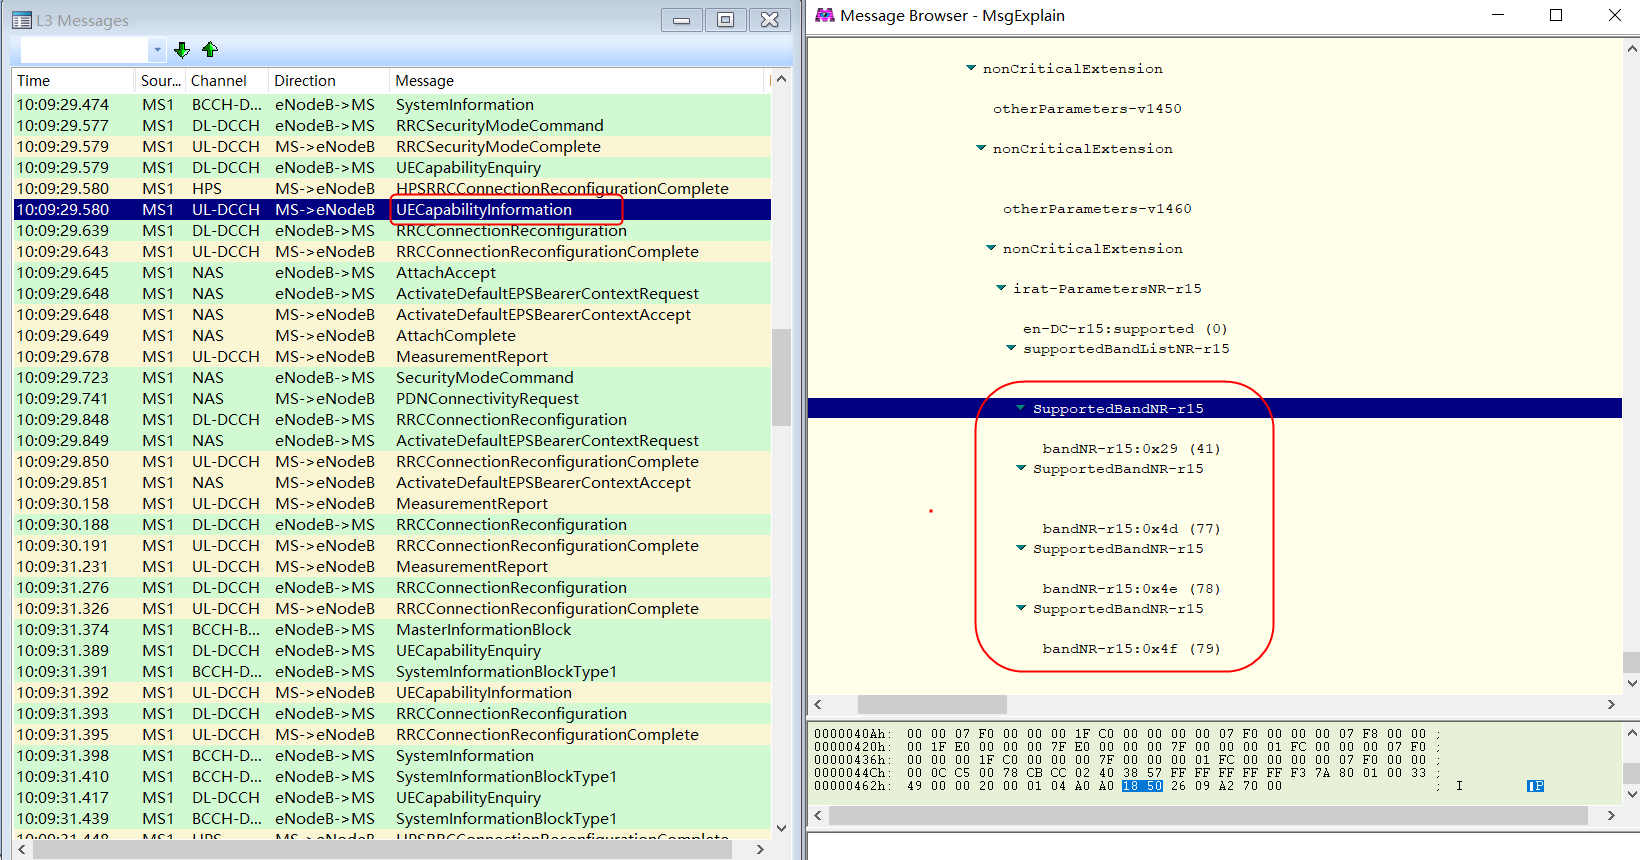 L3 Messages
Time Sour... Channel Direction Message
10:09:29.474 MS1 BCCH-D... eNodeB->MS SystemInformation
10:09:29.577 MS1 DL-DCCH eNodeB->MS RRCSecurityModeCommand
10:09:29.579 MS1 UL-DCCH MS->eNodeB RRCSecurityModeComplete
10:09:29.579 MS1 DL-DCCH eNodeB->MS UECapabilityEnquiry
10:09:29.580 MS1 HPS MS->eNodeB HPSRRCConnectionReconfigurationComplete
10:09:29.580 MS1 UL-DCCH MS->eNodeB UECapabilityInformation
10:09:29.639 MS1 DL-DCCH eNodeB->MS RRCConnectionReconfiguration
10:09:29.643 MS1 UL-DCCH MS->eNodeB RRCConnectionReconfigurationComplete
10:09:29.645 MS1 NAS eNodeB->MS AttachAccept
10:09:29.648 MS1 NAS eNodeB->MS ActivateDefaultEPSBearerContextRequest
10:09:29.648 MS1 NAS MS->eNodeB ActivateDefaultEPSBearerContextAccept
10:09:29.649 MS1 NAS MS->eNodeB AttachComplete
10:09:29.678 MS1 UL-DCCH MS->eNodeB MeasurementReport
10:09:29.723 MS1 NAS eNodeB->MS SecurityModeCommand
10:09:29.741 MS1 NAS MS->eNodeB PDNConnectivityRequest
10:09:29.848 MS1 DL-DCCH eNodeB->MS RRCConnectionReconfiguration
10:09:29.849 MS1 NAS eNodeB->MS ActivateDefaultEPSBearerContextRequest
10:09:29.850 MS1 UL-DCCH MS->eNodeB RRCConnectionReconfigurationComplete
10:09:29.851 MS1 NAS MS->eNodeB ActivateDefaultEPSBearerContextAccept
10:09:30.158 MS1 UL-DCCH MS->eNodeB MeasurementReport
10:09:30.188 MS1 DL-DCCH eNodeB->MS RRCConnectionReconfiguration
10:09:30.191 MS1 UL-DCCH MS->eNodeB RRCConnectionReconfigurationComplete
10:09:31.231 MS1 UL-DCCH MS->eNodeB MeasurementReport
10:09:31.276 MS1 DL-DCCH eNodeB->MS RRCConnectionReconfiguration
10:09:31.326 MS1 UL-DCCH MS->eNodeB RRCConnectionReconfigurationComplete
10:09:31.374 MS1 BCCH-B... eNodeB->MS MasterInformationBlock
10:09:31.389 MS1 DL-DCCH eNodeB->MS UECapabilityEnquiry
10:09:31.391 MS1 BCCH-D... eNodeB->MS SystemInformationBlockType1
10:09:31.392 MS1 UL-DCCH MS->eNodeB UECapabilityInformation
10:09:31.393 MS1 DL-DCCH eNodeB->MS RRCConnectionReconfiguration
10:09:31.395 MS1 UL-DCCH MS->eNodeB RRCConnectionReconfigurationComplete
10:09:31.398 MS1 BCCH-D... eNodeB->MS SystemInformation
10:09:31.410 MS1 BCCH-D... eNodeB->MS SystemInformationBlockType1
10:09:31.417 MS1 DL-DCCH eNodeB->MS UECapabilityEnquiry
10:09:31.439 MS1 BCCH-D... eNodeB->MS SystemInformationBlockType1
10:09:31.448 MS1 HPS MS->eNodeB HPSRRCConnectionReconfigurationComplete
Message Browser - MsgExplain
nonCriticalExtension
otherParameters-v1450
nonCriticalExtension
otherParameters-v1460
nonCriticalExtension
irat-ParametersNR-r15
en-DC-r15:supported (0)
supportedBandListNR-r15
SupportedBandNR-r15
bandNR-r15:0x29 (41)
SupportedBandNR-r15
bandNR-r15:0x4d (77)
SupportedBandNR-r15
bandNR-r15:0x4e (78)
SupportedBandNR-r15
bandNR-r15:0x4f (79)
0000040Ah: 00 00 07 F0 00 00 00 1F C0 00 00 00 00 07 F0 00 00 00 07 F8 00 00 ;
00000420h: 00 1F E0 00 00 00 7F E0 00 00 00 7F 00 00 00 01 FC 00 00 00 07 F0 ;
00000436h: 00 00 00 1F C0 00 00 00 7F 00 00 00 01 FC 00 00 00 07 F0 00 00 00 ;
0000044Ch: 00 0C C5 00 78 CB CC 02 40 38 57 FF FF FF FF FF F3 7A 80 01 00 33 ;
00000462h: 49 00 00 20 00 01 04 A0 A0 18 50 26 09 A2 70 00 ; I P